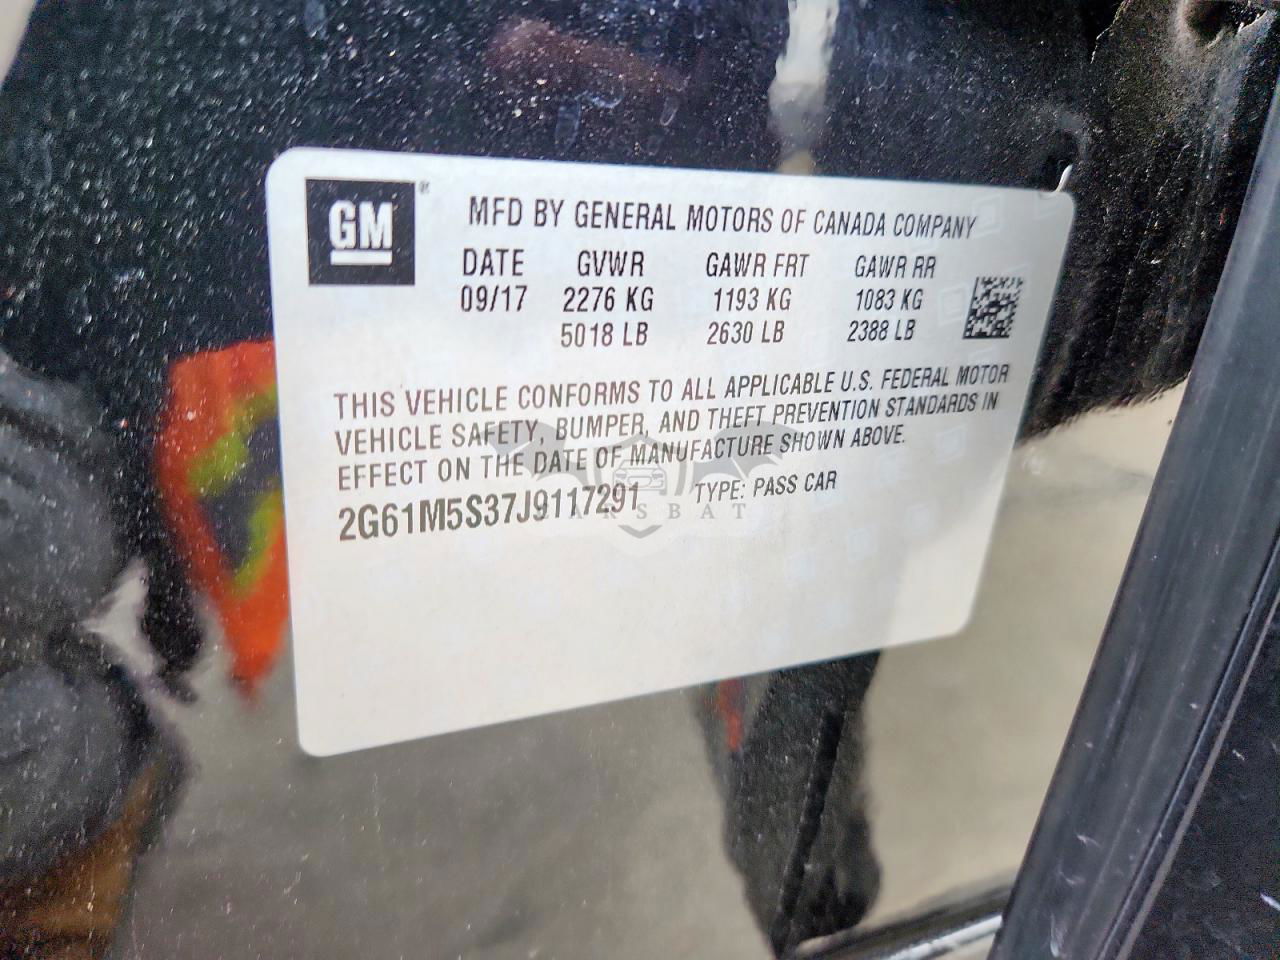 GM®
MFD BY GENERAL MOTORS OF CANADA COMPANY
DATE GVWR GAWR FRT GAWR RR
09/17 2276 KG 1193 KG 1083 KG
5018 LB 2630 LB 2388 LB
THIS VEHICLE CONFORMS TO ALL APPLICABLE U.S. FEDERAL MOTOR
VEHICLE SAFETY, BUMPER, AND THEFT PREVENTION STANDARDS IN
EFFECT ON THE DATE OF MANUFACTURE SHOWN ABOVE.
2G61M5S37J9117291 TYPE: PASS CAR
CARSBAT